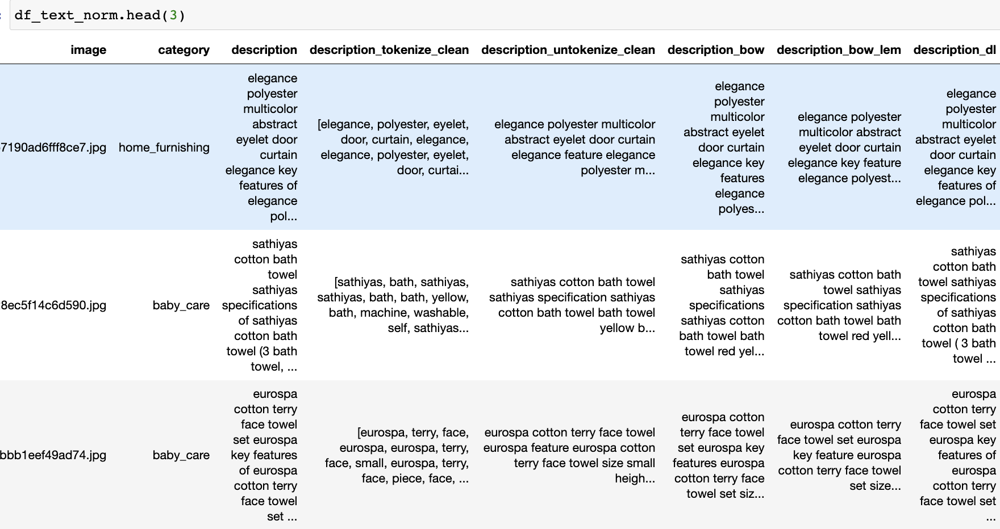 df_text_norm.head(3)
image category description description_tokenize_clean description_untokenize_clean description_bow description_bow_lem description_dl
7190ad6fff8ce7.jpg
home_furnishing
elegance
polyester
multicolor
abstract
eyelet door
curtain
elegance key
features of
elegance
pol...
[elegance, polyester, eyelet,
door, curtain, elegance,
elegance, polyester, eyelet,
door, curtai...
elegance polyester multicolor
abstract eyelet door curtain
elegance feature elegance
polyester m...
elegance
polyester
multicolor
abstract eyelet
door curtain
elegance key
features
elegance
polyes...
elegance polyester
multicolor abstract
eyelet door curtain
elegance key feature
elegance polyest...
elegance
polyester
multicolor
abstract eyelet
door curtain
elegance key
features of
elegance pol...
8ec5f14c6d590.jpg
baby_care
sathiyas
cotton bath
towel
sathiyas
specifications
of sathiyas
cotton bath
towel (3 bath
towel, ...
[sathiyas, bath, sathiyas,
sathiyas, bath, bath, yellow,
bath, machine, washable,
self, sathiyas...
sathiyas cotton bath towel
sathiyas specification sathiyas
cotton bath towel bath towel
yellow b...
sathiyas cotton
bath towel
sathiyas
specifications
sathiyas cotton
bath towel bath
towel red yel...
sathiyas cotton bath
towel sathiyas
specification sathiyas
cotton bath towel bath
towel red yell...
sathiyas
cotton bath
towel sathiyas
specifications
of sathiyas
cotton bath
towel ( 3 bath
towel ...
bbb1eef49ad74.jpg
baby_care
eurospa
cotton terry
face towel
set eurospa
key features
of eurospa
cotton terry
face towel
set ...
[eurospa, terry, face,
eurospa, eurospa, terry,
face, small, eurospa, terry,
face, piece, face, ...
eurospa cotton terry face towel
eurospa feature eurospa cotton
terry face towel size small
heigh...
eurospa cotton
terry face towel
set eurospa key
features eurospa
cotton terry face
towel set siz...
eurospa cotton terry
face towel set eurospa
key feature eurospa
cotton terry face towel
set size...
eurospa
cotton terry
face towel set
eurospa key
features of
eurospa
cotton terry
face towel set
...